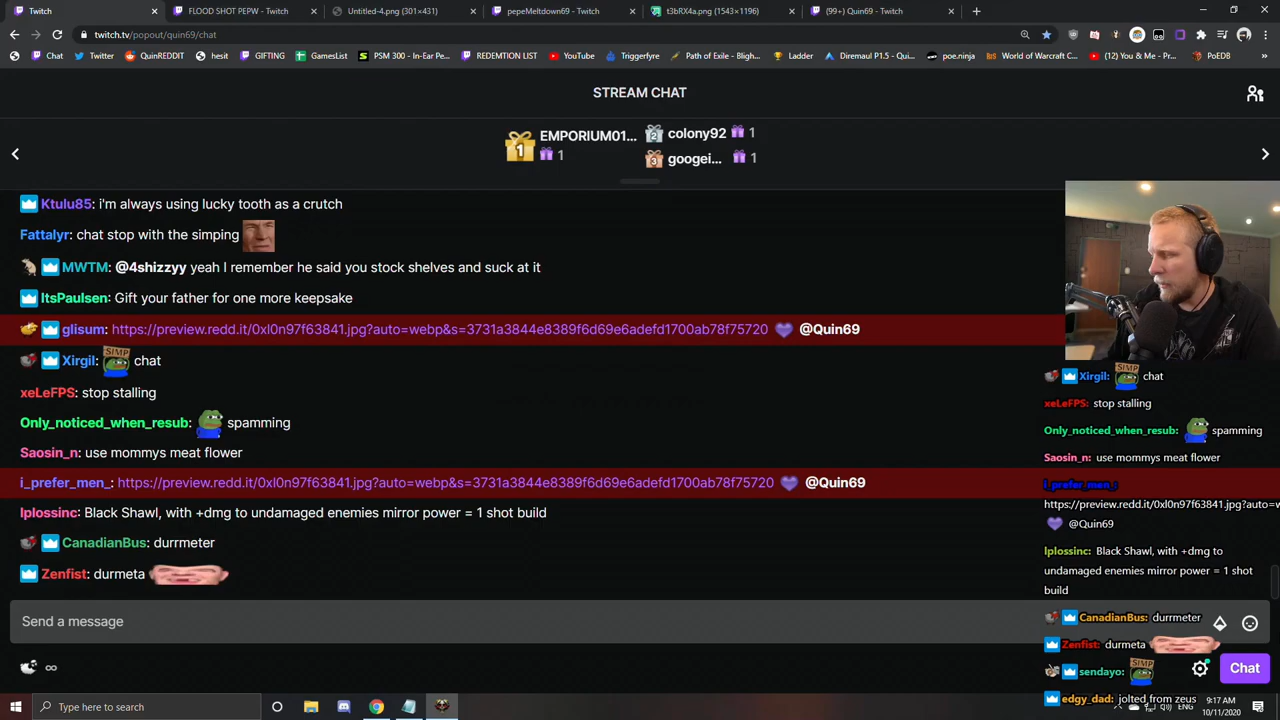 Twitch
FLOOD SHOT PEPW - Twitch
Untitled-4.png (301×431)
pepeMeltdown69 - Twitch
t3bRX4a.png (1543×1196)
(99+) Quin69 - Twitch
twitch.tv/popout/quin69/chat
Chat
Twitter
QuinREDDIT
hesit
GIFTING
GamesList
PSM 300 - In-Ear Pe...
REDEMTION LIST
YouTube
Triggerfyre
Path of Exile - Bligh...
Ladder
Diremaul P1.5 - Qui...
poe.ninja
World of Warcraft C...
(12) You & Me - Pr...
PoEDB
STREAM CHAT
1 EMPORIUM01... 1
2 colony92 1
3 googei... 1
Ktulu85: i'm always using lucky tooth as a crutch
Fattalyr: chat stop with the simping
MWTM: @4shizzyy yeah I remember he said you stock shelves and suck at it
ItsPaulsen: Gift your father for one more keepsake
glisum: https://preview.redd.it/0xl0n97f63841.jpg?auto=webp&s=3731a3844e8389f6d69e6adefd1700ab78f75720 @Quin69
Xirgil: SIMP chat
xeLeFPS: stop stalling
Only_noticed_when_resub: spamming
Saosin_n: use mommys meat flower
i_prefer_men_: https://preview.redd.it/0xl0n97f63841.jpg?auto=webp&s=3731a3844e8389f6d69e6adefd1700ab78f75720 @Quin69
lplossinc: Black Shawl, with +dmg to undamaged enemies mirror power = 1 shot build
CanadianBus: durrmeter
Zenfist: durmeta
Send a message
∞
Xirgil: SIMP chat
xeLeFPS: stop stalling
Only_noticed_when_resub: spamming
Saosin_n: use mommys meat flower
i_prefer_men_:
https://preview.redd.it/0xl0n97f63841.jpg?auto=w
@Quin69
lplossinc: Black Shawl, with +dmg to
undamaged enemies mirror power = 1 shot
build
CanadianBus: durrmeter
Zenfist: durmeta
sendayo: SIMP
Chat
edgy_dad: jolted from zeus
Type here to search
ENG
9:17 AM
10/11/2020